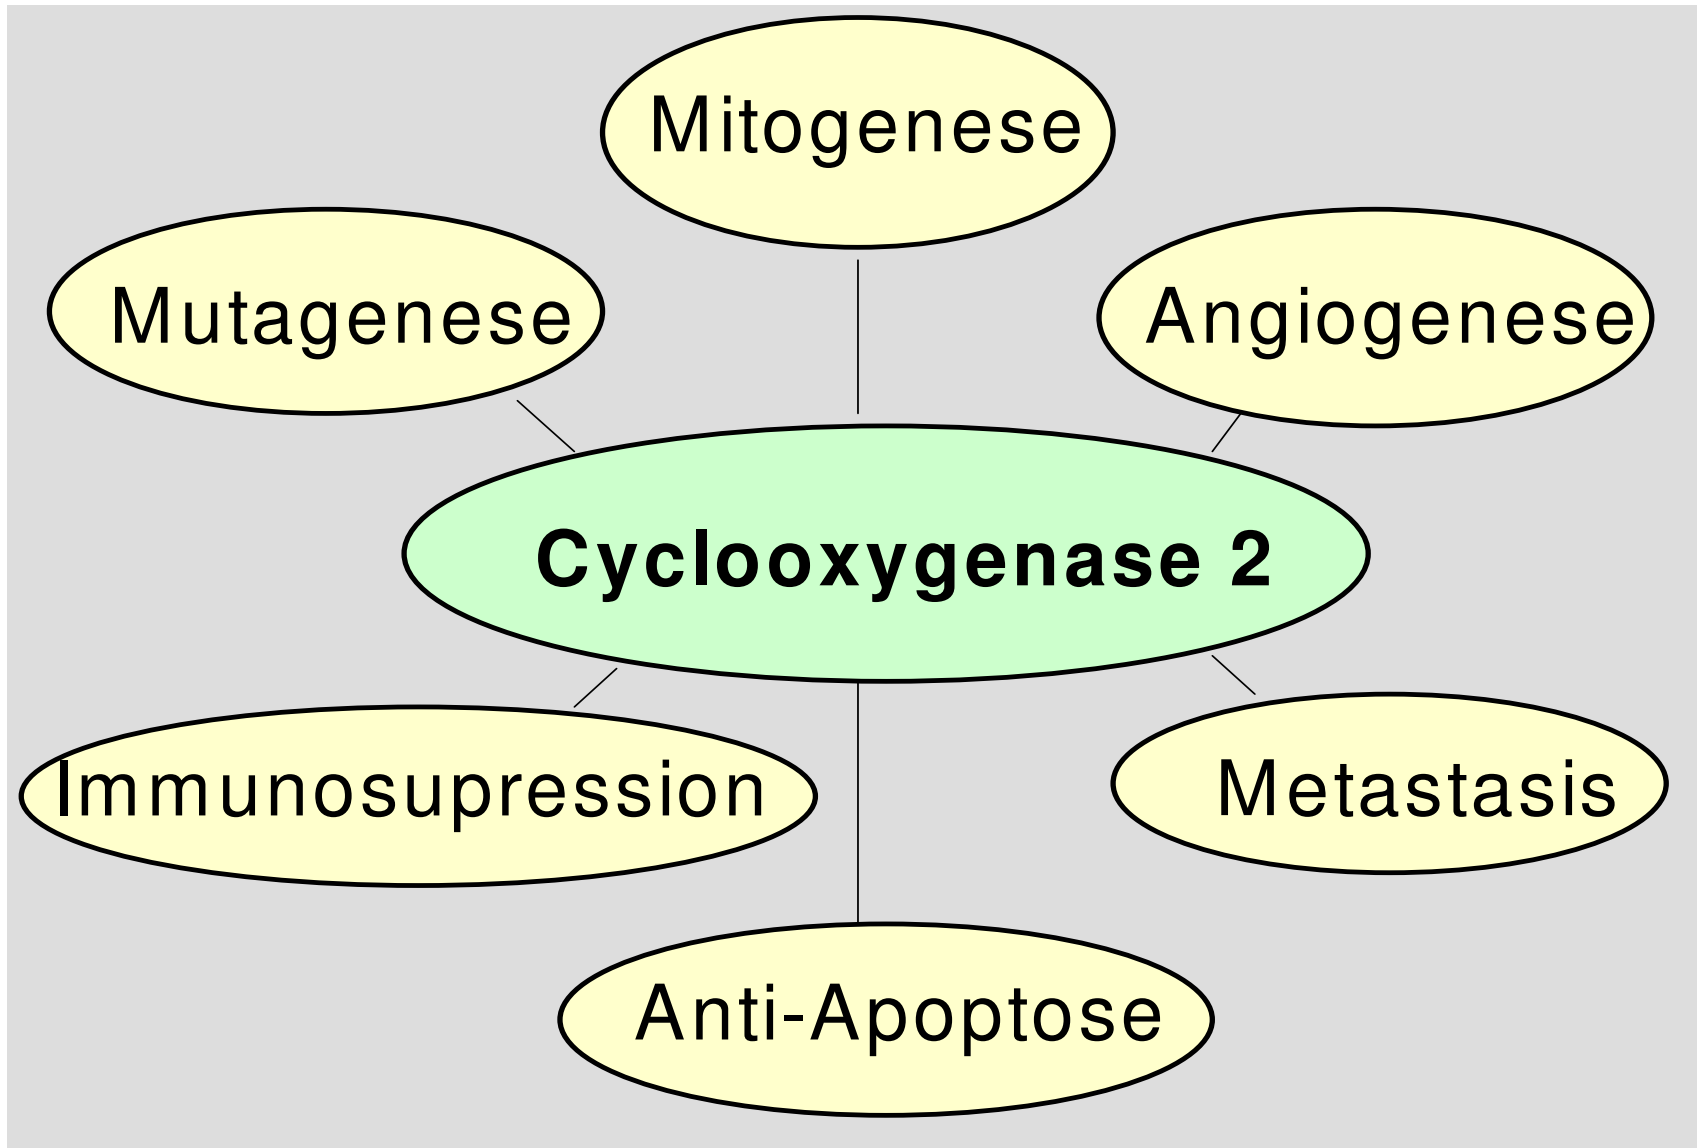 Mitogenese
Mutagenese
Angiogenese
Cyclooxygenase 2
Immunosupression
Metastasis
Anti-Apoptose